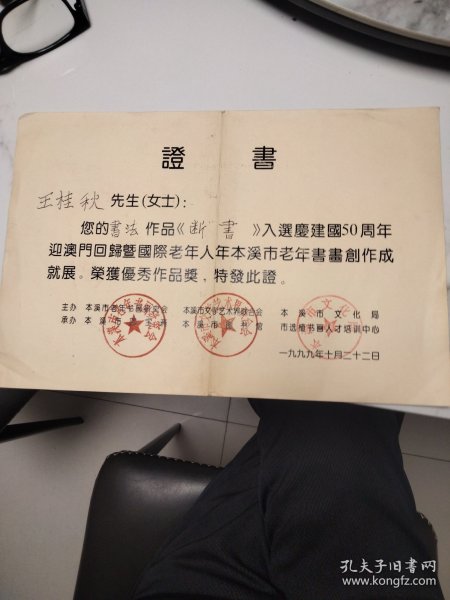 證 書
王桂秋 先生(女士)：
您的書法作品《断書》入選慶建國50周年
迎澳門回歸暨國際老年人年本溪市老年書畫創作成
就展。榮獲優秀作品獎，特發此證。
主办 本溪市老年书画研究会 本溪市文学艺术界联合会 本溪市文化局
承办 本溪市 本溪市 馆 市选植书画人才培训中心
一九九九年十月二十二日
孔夫子旧书网
www.kongfz.com